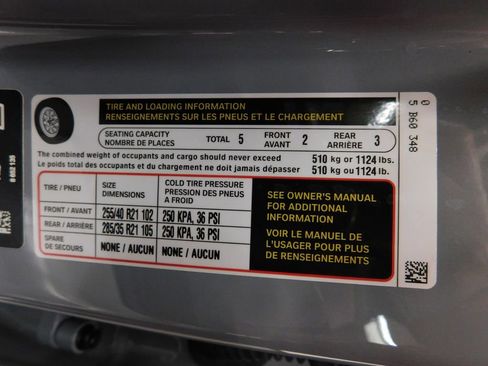 TIRE AND LOADING INFORMATION
RENSEIGNEMENTS SUR LES PNEUS ET LE CHARGEMENT
SEATING CAPACITY TOTAL 5 FRONT 2 REAR 3
NOMBRE DE PLACES AVANT ARRIÈRE
The combined weight of occupants and cargo should never exceed 510 kg or 1124 lbs.
Le poids total des occupants et du chargement ne doit jamais dépasser 510 kg ou 1124 lb.
TIRE / PNEU SIZE DIMENSIONS COLD TIRE PRESSURE PRESSION DES PNEUS A FROID
FRONT / AVANT 255/40 R21 102 250 KPA, 36 PSI
REAR / ARRIÈRE 285/35 R21 105 250 KPA, 36 PSI
SPARE DE SECOURS NONE / AUCUN NONE / AUCUN
SEE OWNER'S MANUAL
FOR ADDITIONAL
INFORMATION
VOIR LE MANUEL DE
L'USAGER POUR PLUS
DE RENSEIGNEMENTS
0
5 B60 348